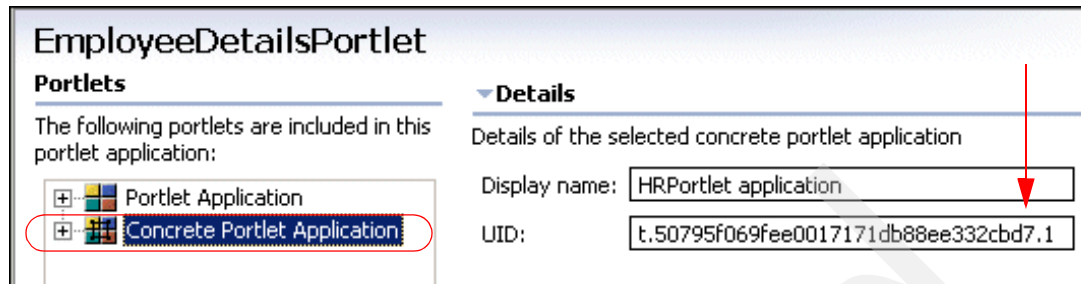 EmployeeDetailsPortlet
Portlets
The following portlets are included in this
portlet application:
Portlet Application
Concrete Portlet Application
Details
Details of the selected concrete portlet application
Display name: HRPortlet application
UID: t.50795f069fee0017171db88ee332cbd7.1